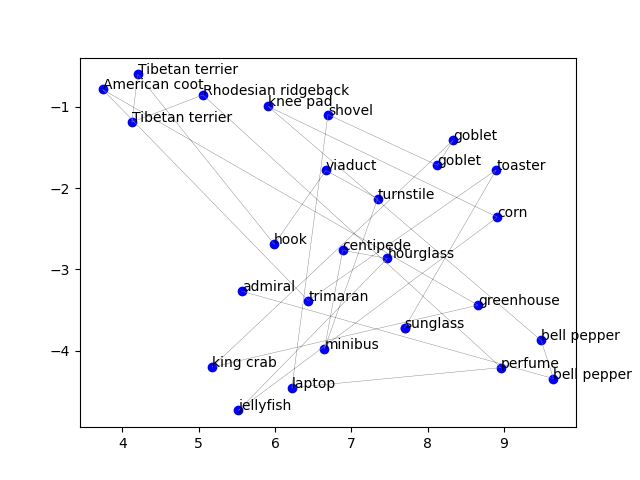 Tibetan terrier
American coot
Rhodesian ridgeback
knee pad
shovel
Tibetan terrier
goblet
goblet
toaster
viaduct
turnstile
corn
hook
centipede
hourglass
admiral
trimaran
greenhouse
sunglass
bell pepper
minibus
king crab
perfume
bell pepper
laptop
jellyfish
−1
−2
−3
−4
4
5
6
7
8
9